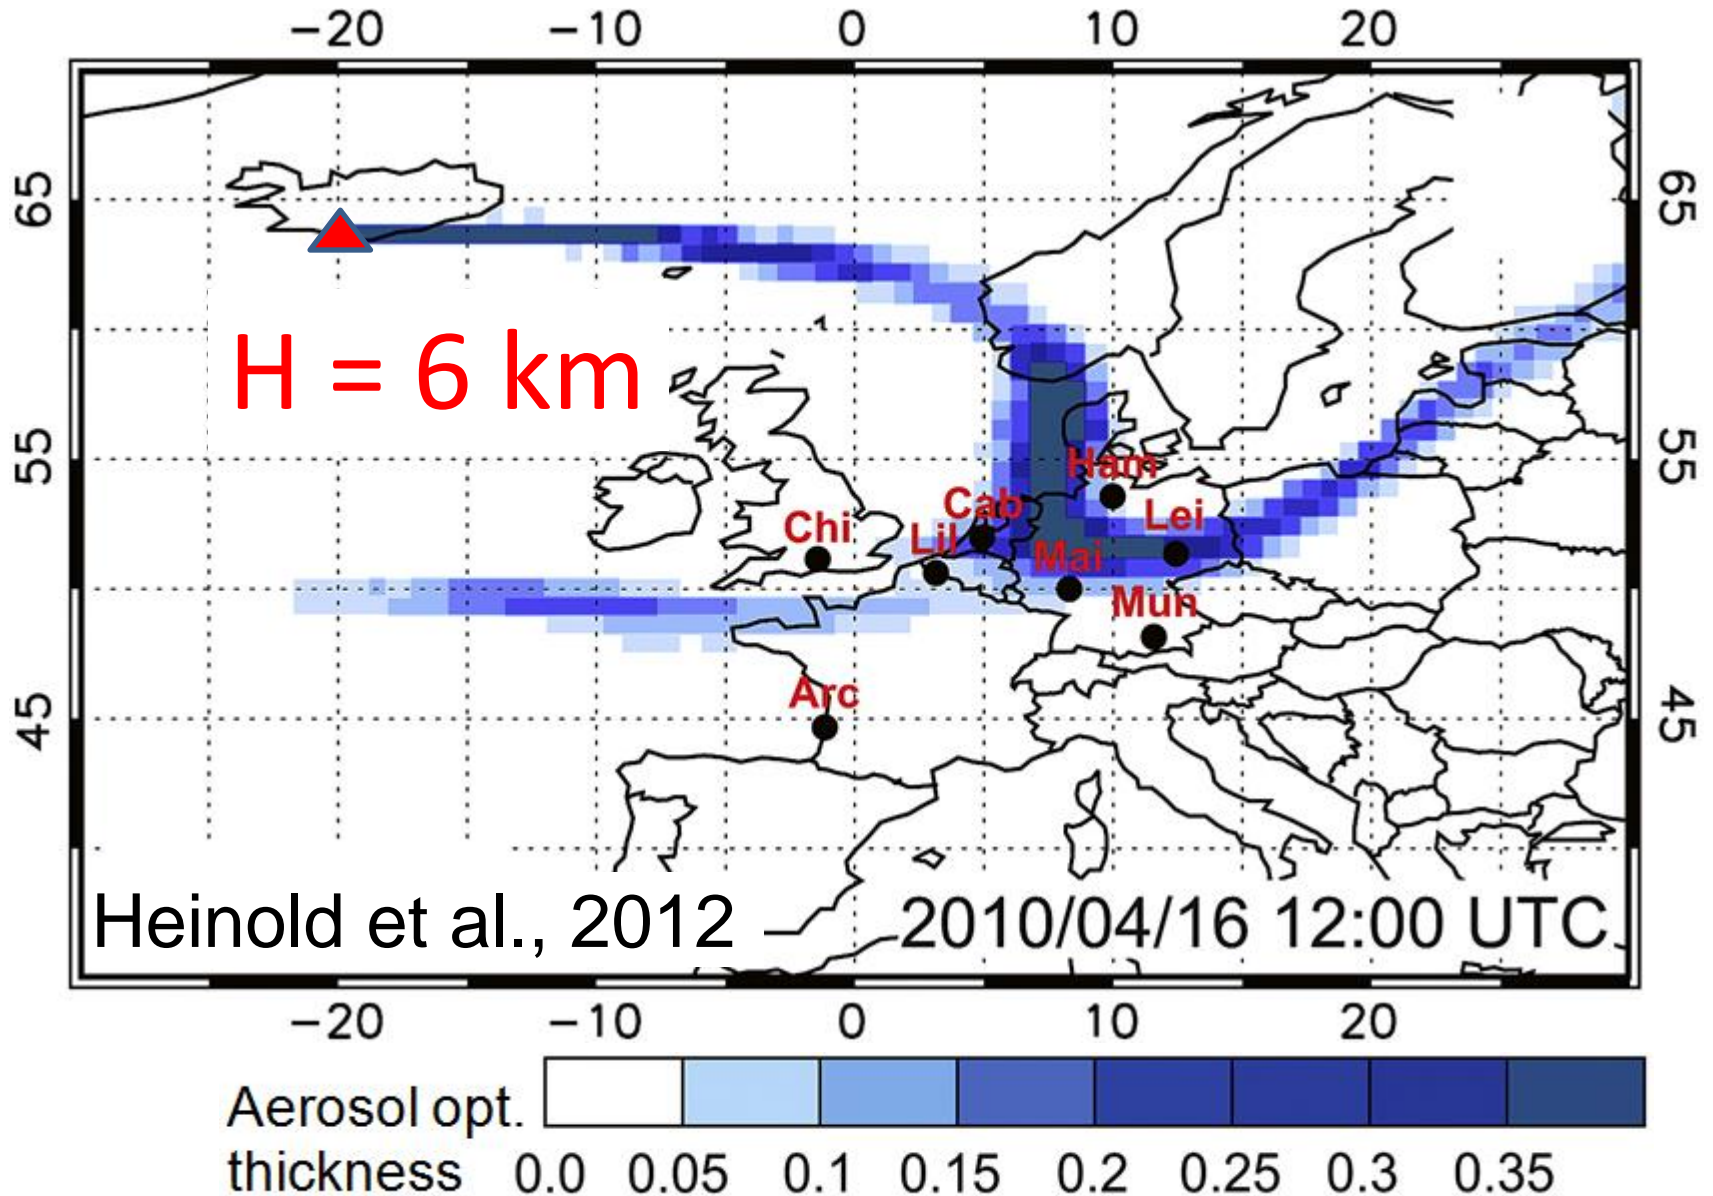 −20 −10 0 10 20
65 65
H = 6 km
55 55
Ham
Cab
Lei
Chi
Lil
Mai
Mun
Arc
45 45
Heinold et al., 2012
2010/04/16 12:00 UTC
−20 −10 0 10 20
Aerosol opt.
thickness
0.0 0.05 0.1 0.15 0.2 0.25 0.3 0.35